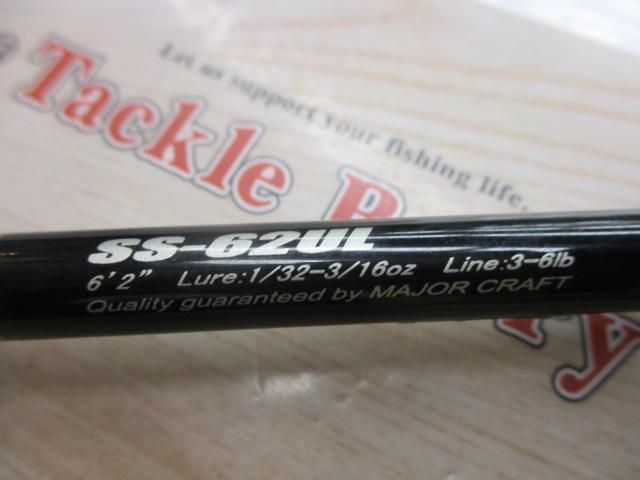 Let us support your fishing life.
Tackle
SS-62UL
6'2" Lure:1/32-3/16oz Line:3-6lb
Quality guaranteed by MAJOR CRAFT